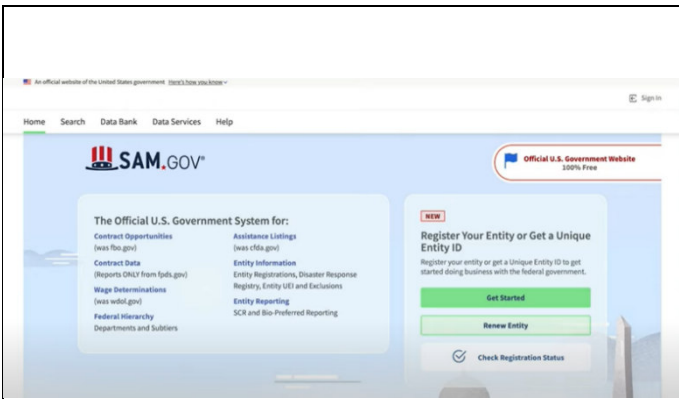 An official website of the United States government Here's how you know
Sign In
Home Search Data Bank Data Services Help
SAM.GOV®
Official U.S. Government Website
100% Free
The Official U.S. Government System for:
Contract Opportunities
(was fbo.gov)
Contract Data
(Reports ONLY from fpds.gov)
Wage Determinations
(was wdol.gov)
Federal Hierarchy
Departments and Subtiers
Assistance Listings
(was cfda.gov)
Entity Information
Entity Registrations, Disaster Response
Registry, Entity UEI and Exclusions
Entity Reporting
SCR and Bio-Preferred Reporting
NEW
Register Your Entity or Get a Unique
Entity ID
Register your entity or get a Unique Entity ID to get
started doing business with the federal government.
Get Started
Renew Entity
Check Registration Status